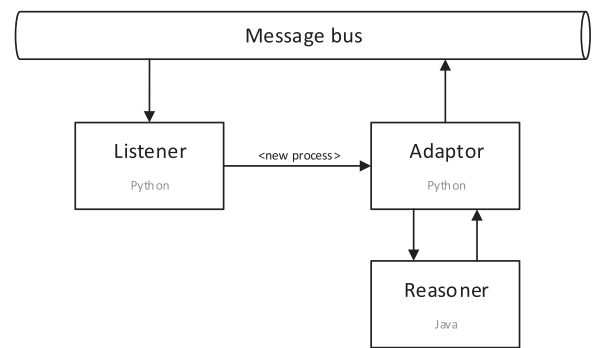 Message bus
Listener
Python
<new process>
Adaptor
Python
Reasoner
Java